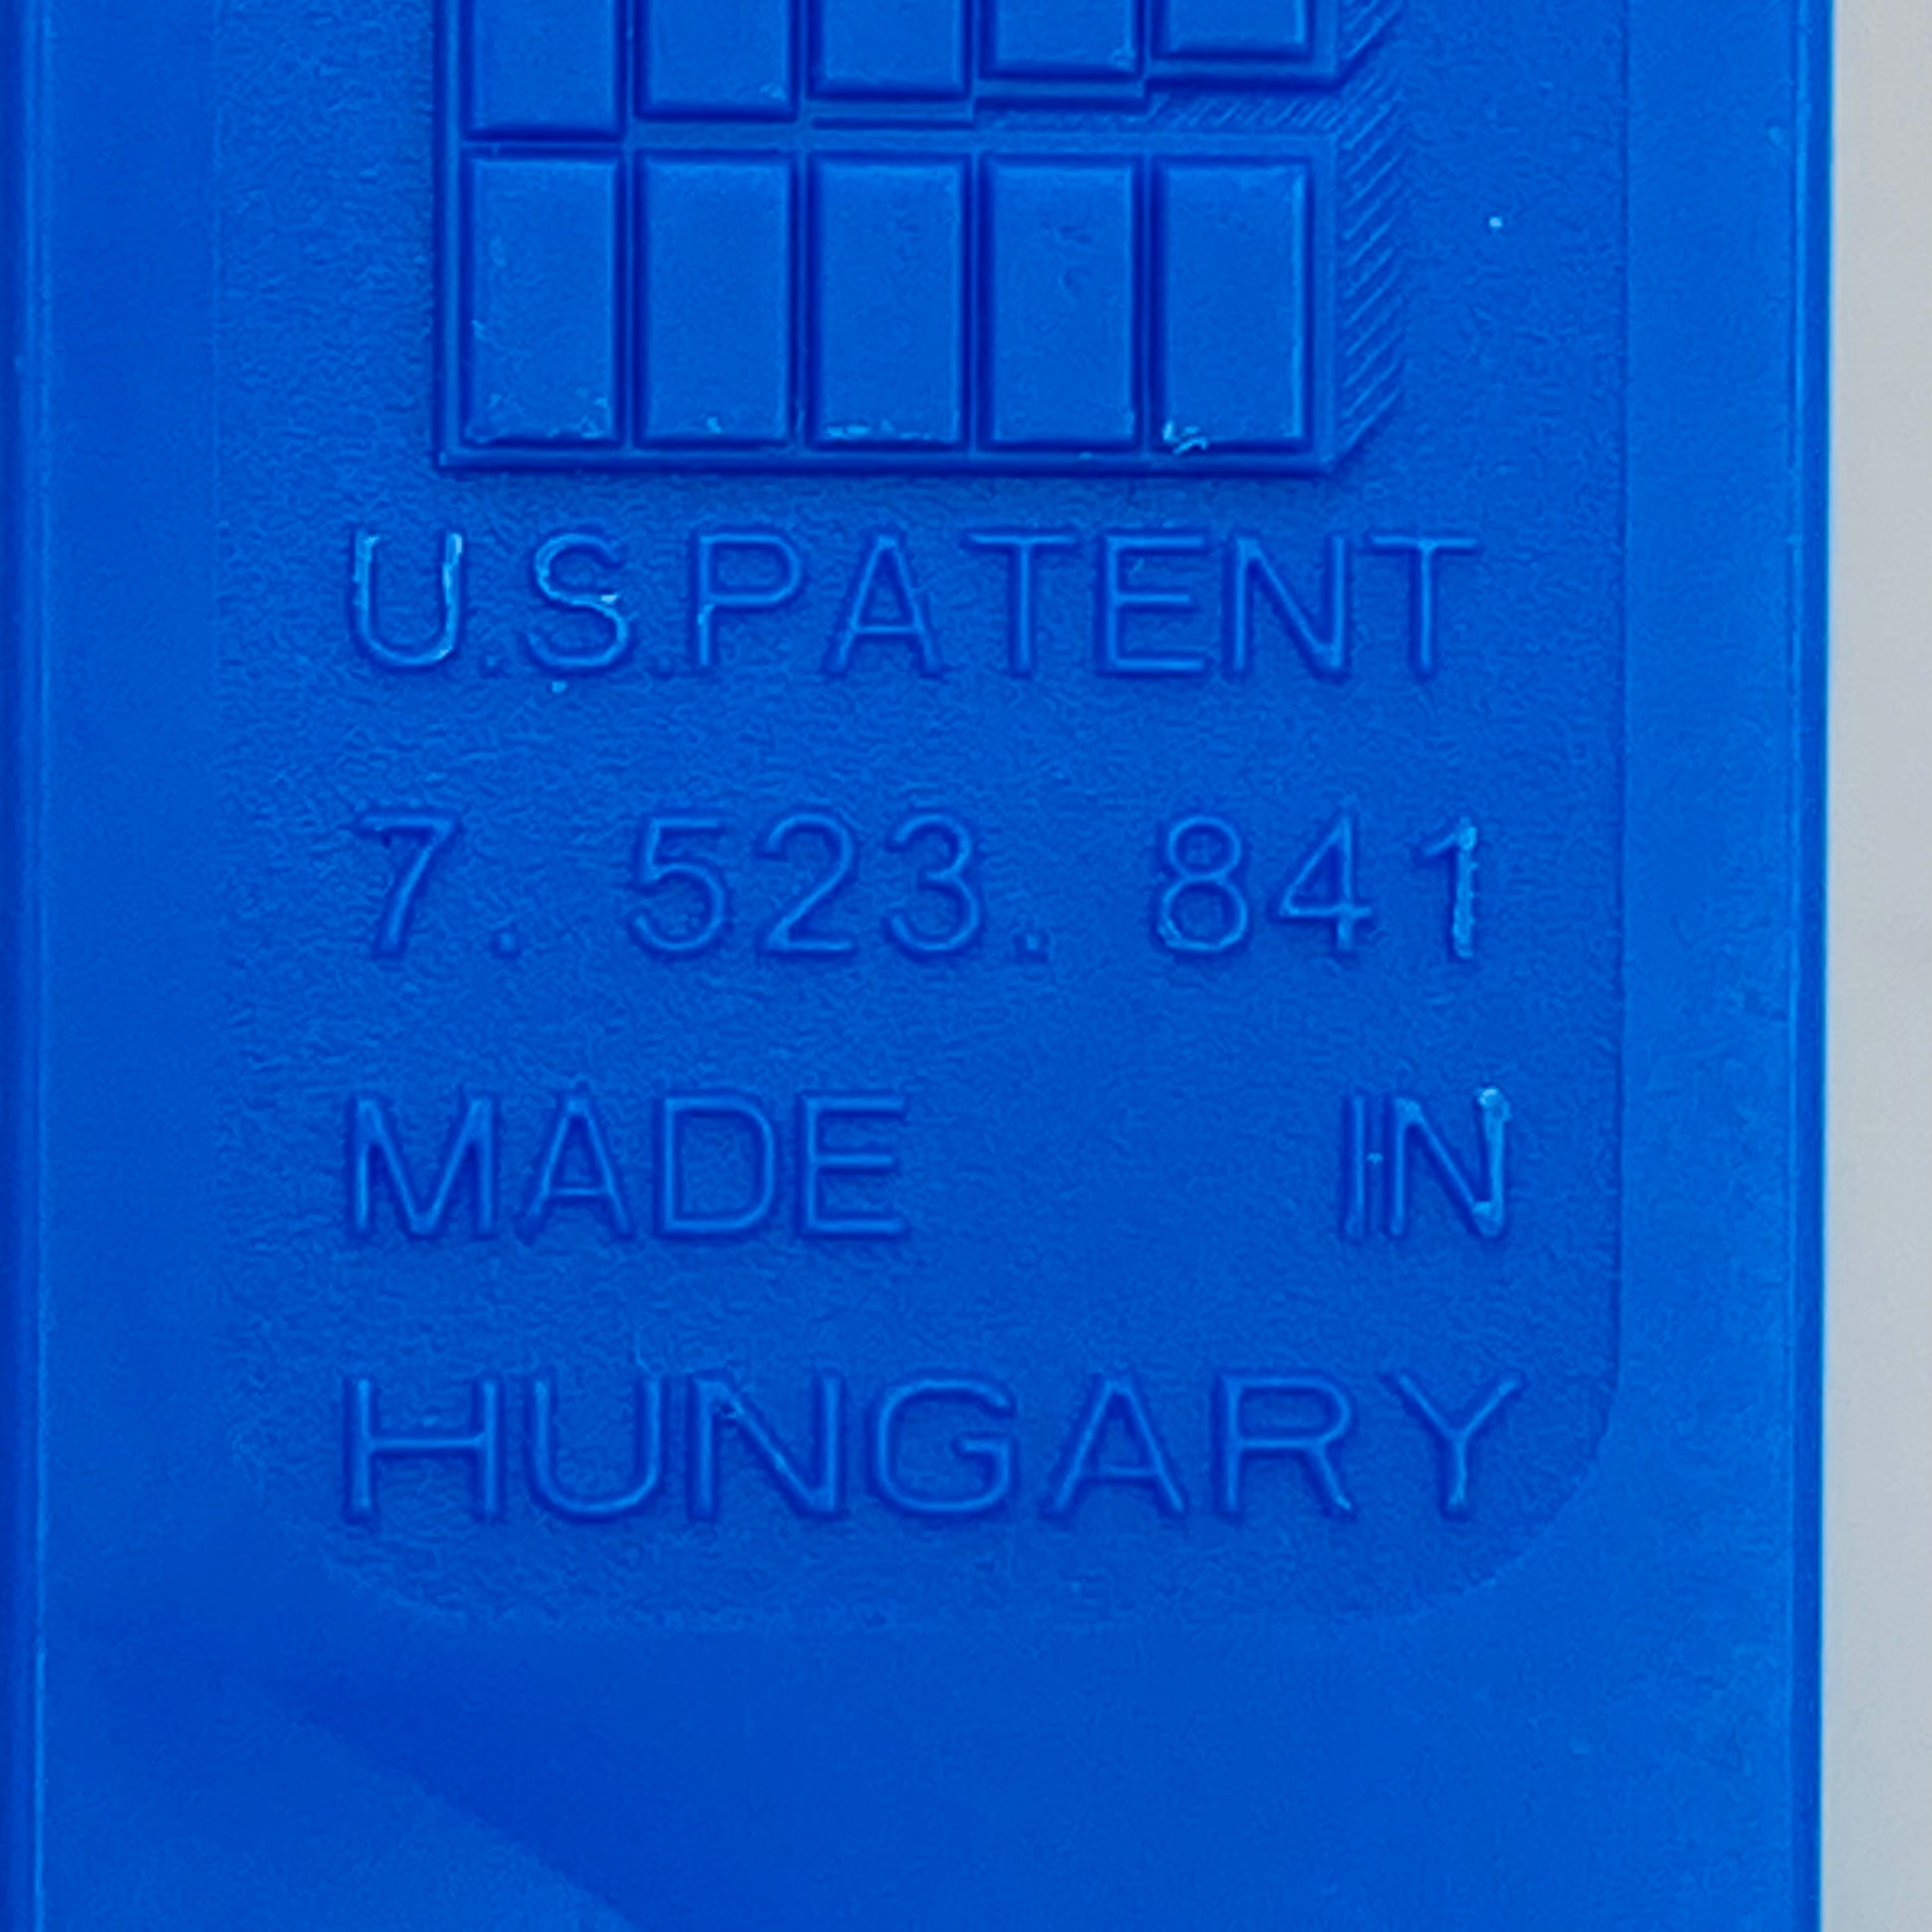 U.S.PATENT
7. 523. 841
MADE IN
HUNGARY